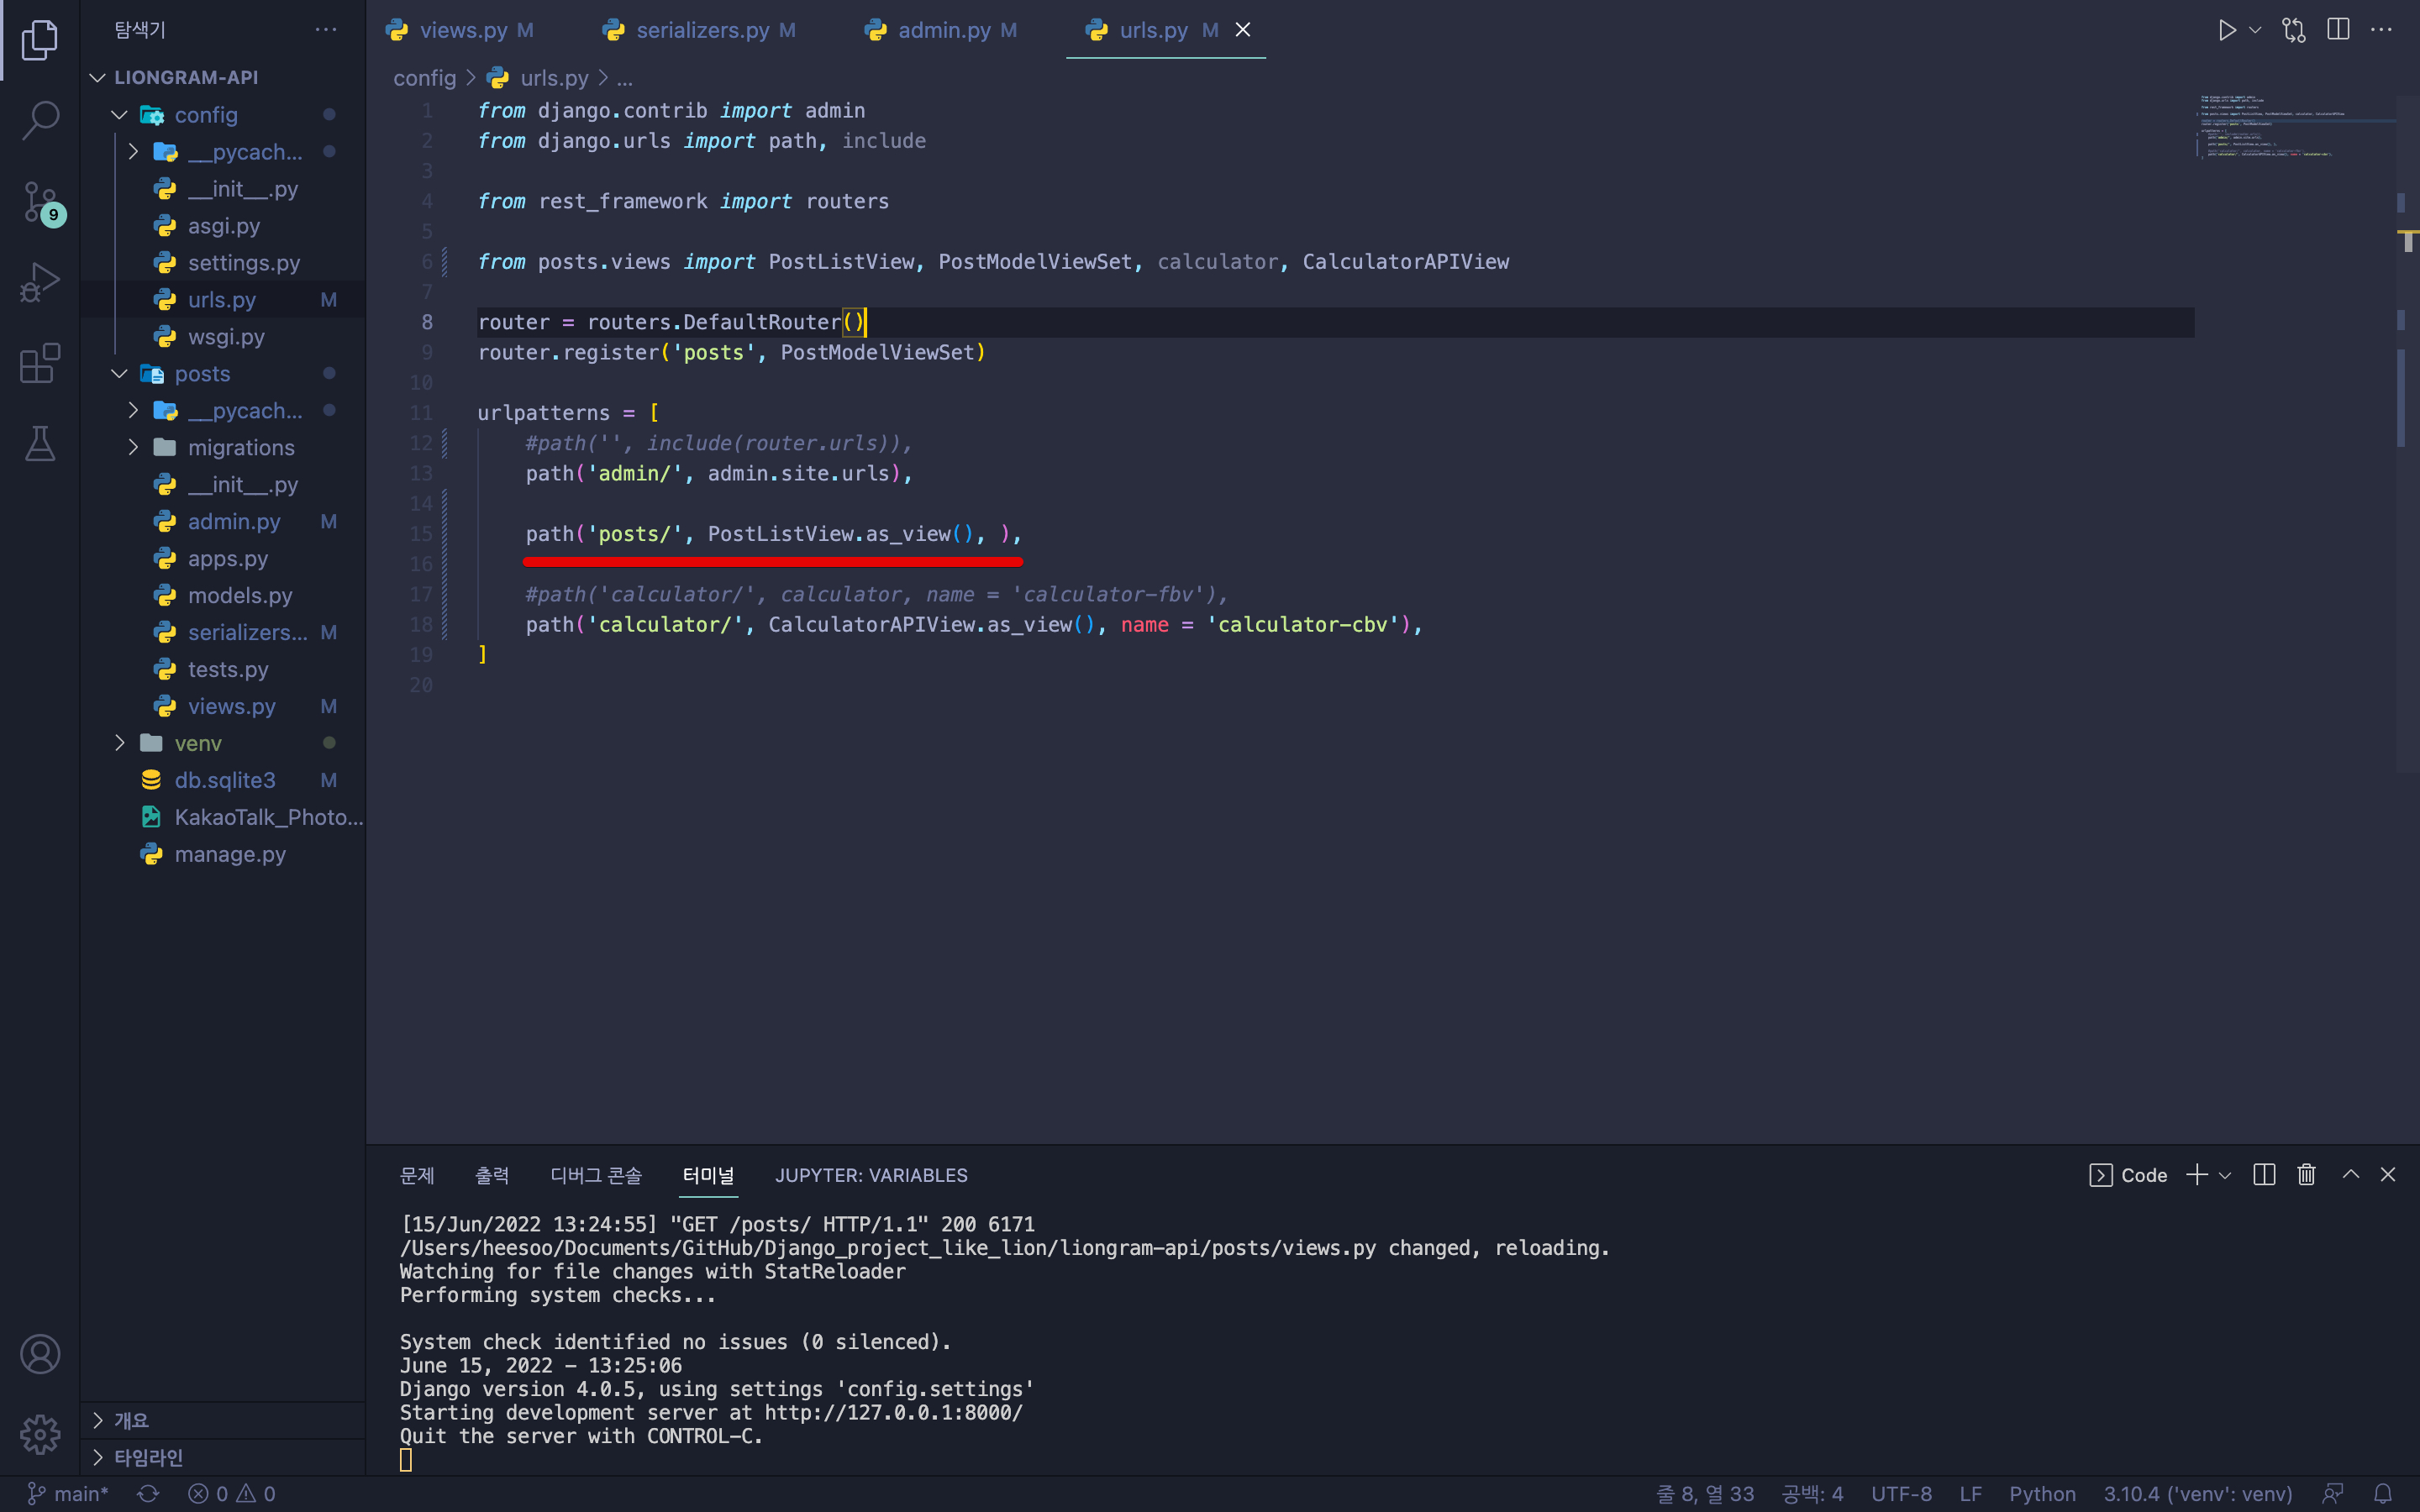 탐색기
LIONGRAM-API
config
__pycach...
__init__.py
asgi.py
settings.py
urls.py M
wsgi.py
posts
__pycach...
migrations
__init__.py
admin.py M
apps.py
models.py
serializers... M
tests.py
views.py M
venv
db.sqlite3 M
KakaoTalk_Photo...
manage.py
개요
타임라인
9
views.py M serializers.py M admin.py M urls.py M
config > urls.py > ...
1 from django.contrib import admin
2 from django.urls import path, include
3
4 from rest_framework import routers
5
6 from posts.views import PostListView, PostModelViewSet, calculator, CalculatorAPIView
7
8 router = routers.DefaultRouter()
9 router.register('posts', PostModelViewSet)
10
11 urlpatterns = [
12 #path('', include(router.urls)),
13 path('admin/', admin.site.urls),
14
15 path('posts/', PostListView.as_view(), ),
16
17 #path('calculator/', calculator, name = 'calculator-fbv'),
18 path('calculator/', CalculatorAPIView.as_view(), name = 'calculator-cbv'),
19 ]
20
문제 출력 디버그 콘솔 터미널 JUPYTER: VARIABLES Code
[15/Jun/2022 13:24:55] "GET /posts/ HTTP/1.1" 200 6171
/Users/heesoo/Documents/GitHub/Django_project_like_lion/liongram-api/posts/views.py changed, reloading.
Watching for file changes with StatReloader
Performing system checks...
System check identified no issues (0 silenced).
June 15, 2022 - 13:25:06
Django version 4.0.5, using settings 'config.settings'
Starting development server at http://127.0.0.1:8000/
Quit the server with CONTROL-C.
main* 0 0 줄 8, 열 33 공백: 4 UTF-8 LF Python 3.10.4 ('venv': venv)